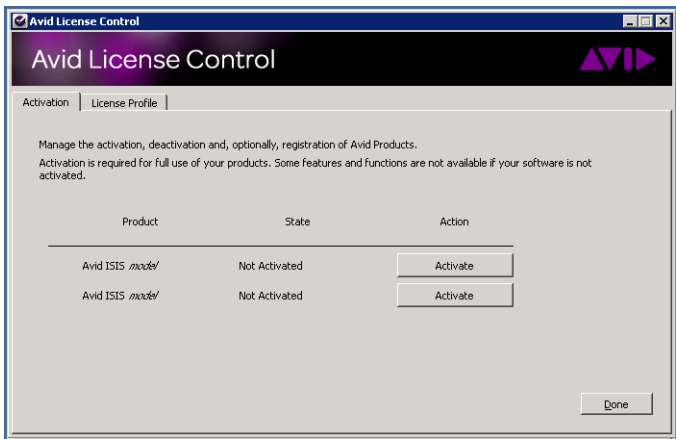 Avid License Control
Avid License Control
AVID
Activation License Profile
Manage the activation, deactivation and, optionally, registration of Avid Products.
Activation is required for full use of your products. Some features and functions are not available if your software is not
activated.
Product State Action
Avid ISIS model Not Activated Activate
Avid ISIS model Not Activated Activate
Done